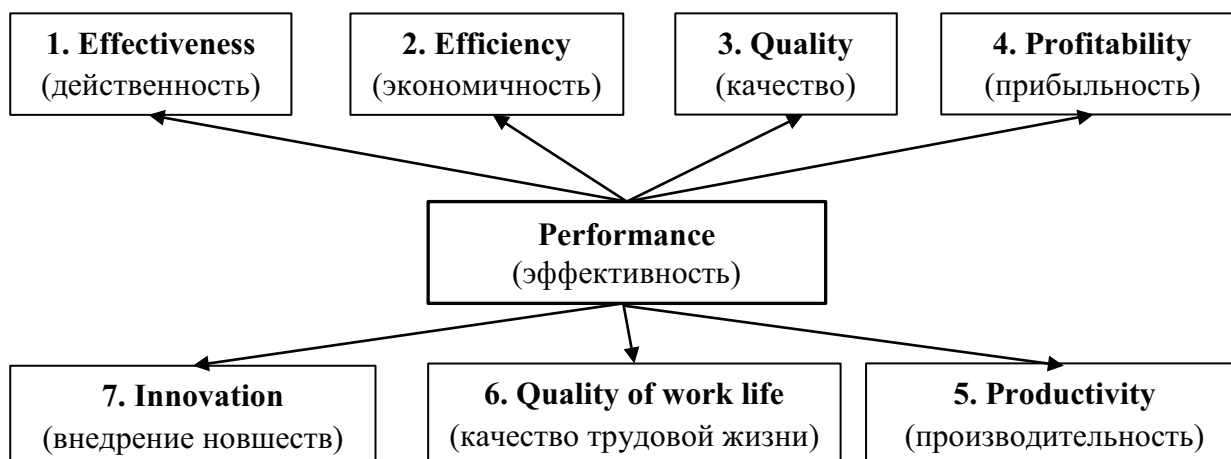 1. Effectiveness
(действенность)
2. Efficiency
(экономичность)
3. Quality
(качество)
4. Profitability
(прибыльность)
Performance
(эффективность)
7. Innovation
(внедрение новшеств)
6. Quality of work life
(качество трудовой жизни)
5. Productivity
(производительность)